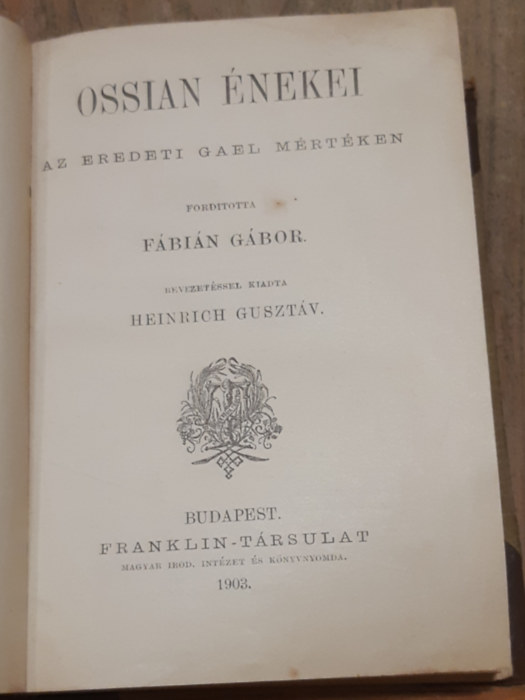 OSSIAN ÉNEKEI
AZ EREDETI GAEL MÉRTÉKEN
FORDITOTTA
FÁBIÁN GÁBOR.
BEVEZETÉSSEL KIADTA
HEINRICH GUSZTÁV.
BUDAPEST.
FRANKLIN-TÁRSULAT
MAGYAR IROD. INTÉZET ÉS KÖNYVNYOMDA.
1903.